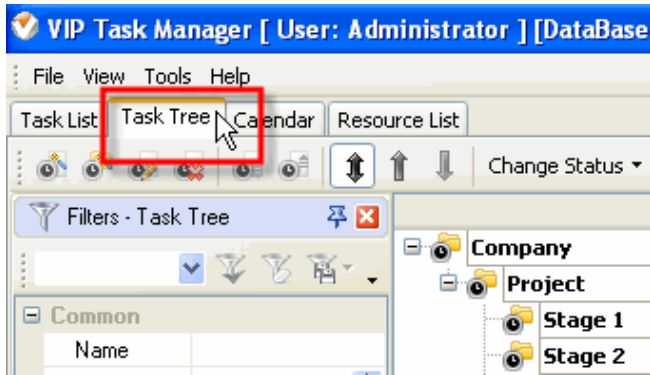 VIP Task Manager [ User: Administrator ] [DataBase
File View Tools Help
Task List Task Tree Calendar Resource List
Change Status
Filters - Task Tree
Company
Project
Stage 1
Common
Name
Stage 2